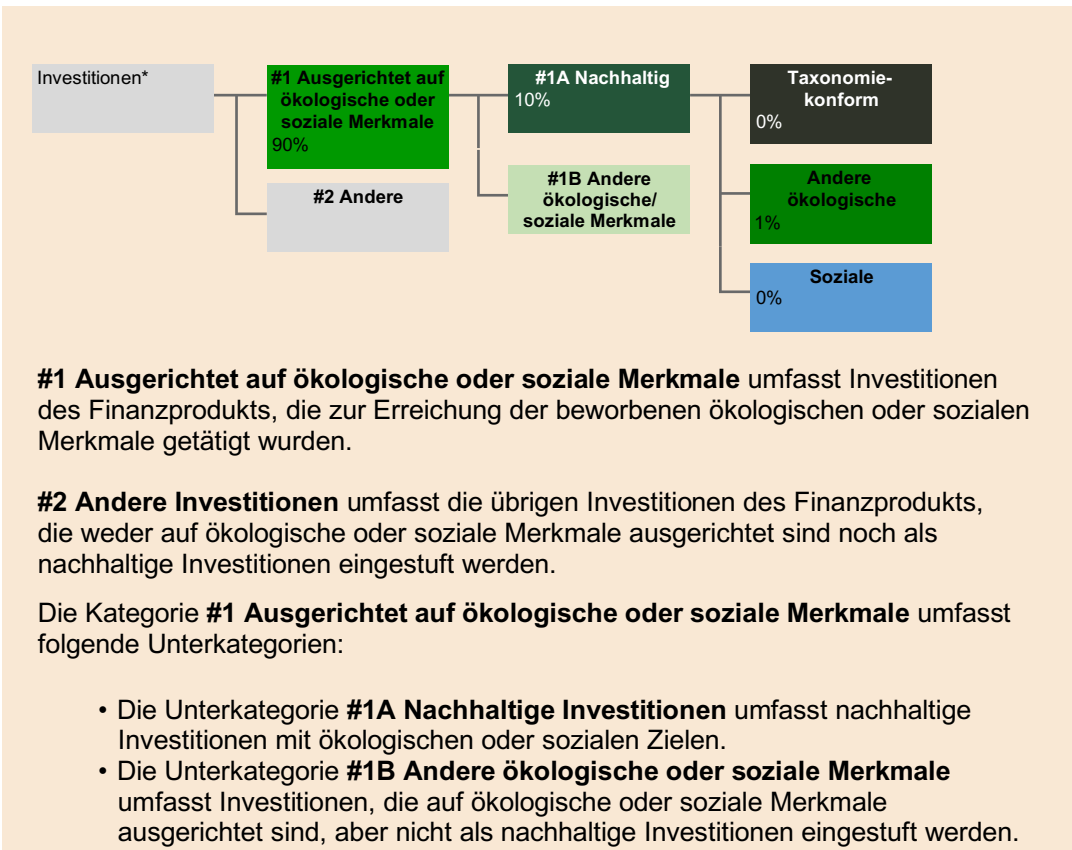 Investitionen*
#1 Ausgerichtet auf
ökologische oder
soziale Merkmale
90%
#2 Andere
#1A Nachhaltig
10%
#1B Andere
ökologische/
soziale Merkmale
Taxonomie-
konform
0%
Andere
ökologische
1%
Soziale
0%
#1 Ausgerichtet auf ökologische oder soziale Merkmale umfasst Investitionen
des Finanzprodukts, die zur Erreichung der beworbenen ökologischen oder sozialen
Merkmale getätigt wurden.
#2 Andere Investitionen umfasst die übrigen Investitionen des Finanzprodukts,
die weder auf ökologische oder soziale Merkmale ausgerichtet sind noch als
nachhaltige Investitionen eingestuft werden.
Die Kategorie #1 Ausgerichtet auf ökologische oder soziale Merkmale umfasst
folgende Unterkategorien:
• Die Unterkategorie #1A Nachhaltige Investitionen umfasst nachhaltige
Investitionen mit ökologischen oder sozialen Zielen.
• Die Unterkategorie #1B Andere ökologische oder soziale Merkmale
umfasst Investitionen, die auf ökologische oder soziale Merkmale
ausgerichtet sind, aber nicht als nachhaltige Investitionen eingestuft werden.